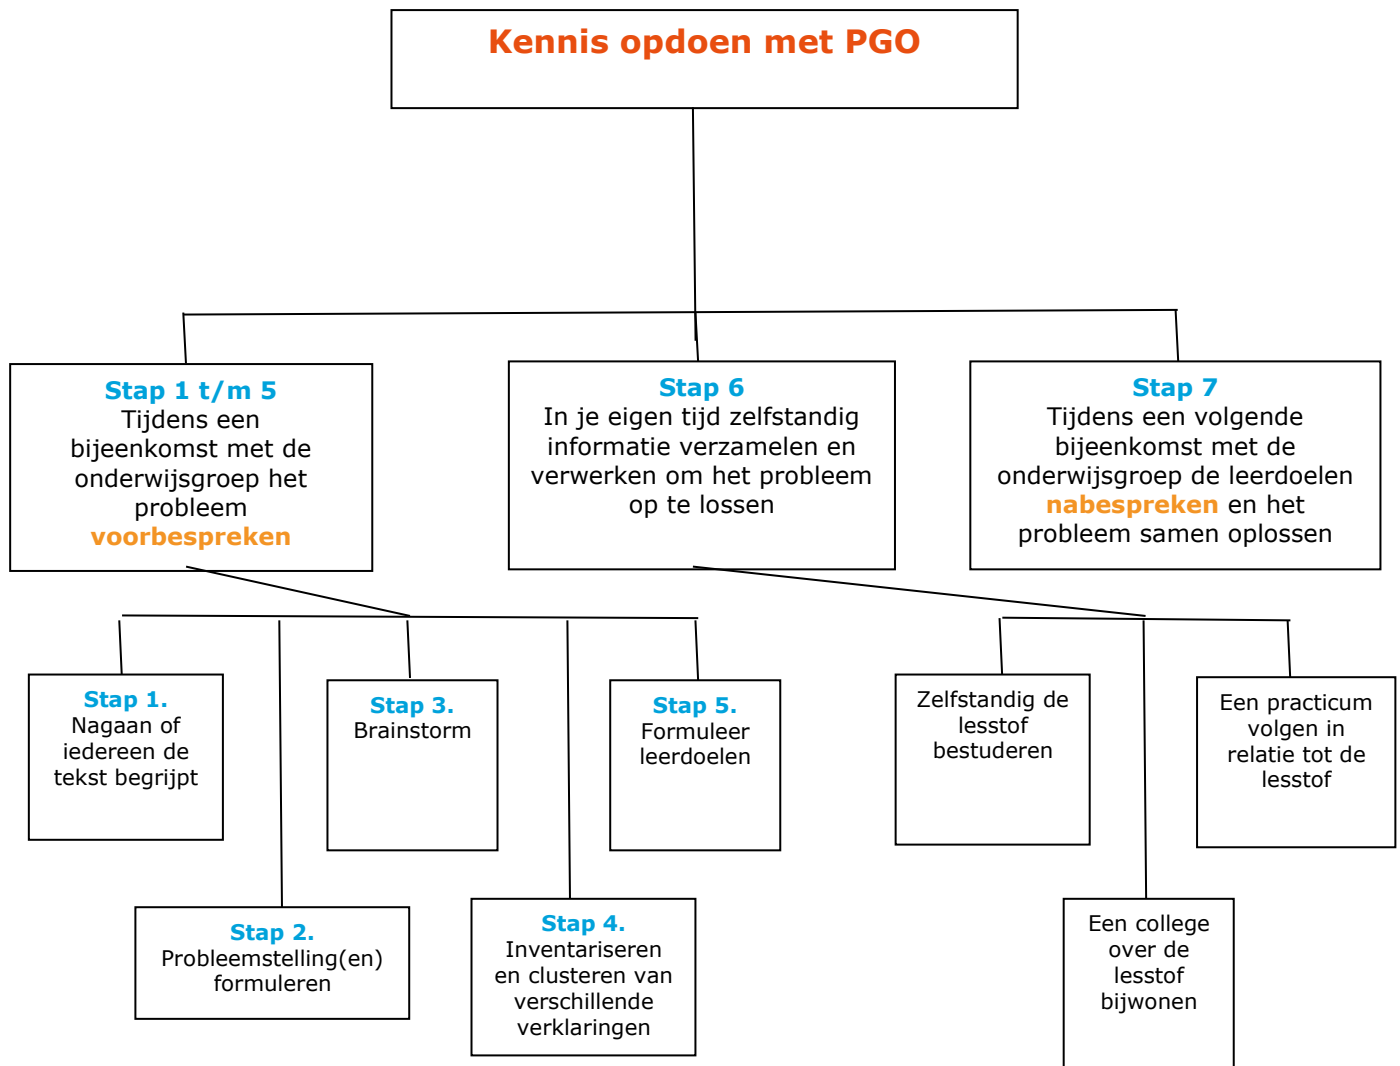 Kennis opdoen met PGO
Stap 1 t/m 5
Tijdens een
bijeenkomst met de
onderwijsgroep het
probleem
voorbespreken
Stap 6
In je eigen tijd zelfstandig
informatie verzamelen en
verwerken om het probleem
op te lossen
Stap 7
Tijdens een volgende
bijeenkomst met de
onderwijsgroep de leerdoelen
nabespreken en het
probleem samen oplossen
Stap 1.
Nagaan of
iedereen de
tekst begrijpt
Stap 2.
Probleemstelling(en)
formuleren
Stap 3.
Brainstorm
Stap 4.
Inventariseren
en clusteren van
verschillende
verklaringen
Stap 5.
Formuleer
leerdoelen
Zelfstandig de
lesstof
bestuderen
Een college
over de
lesstof
bijwonen
Een practicum
volgen in
relatie tot de
lesstof